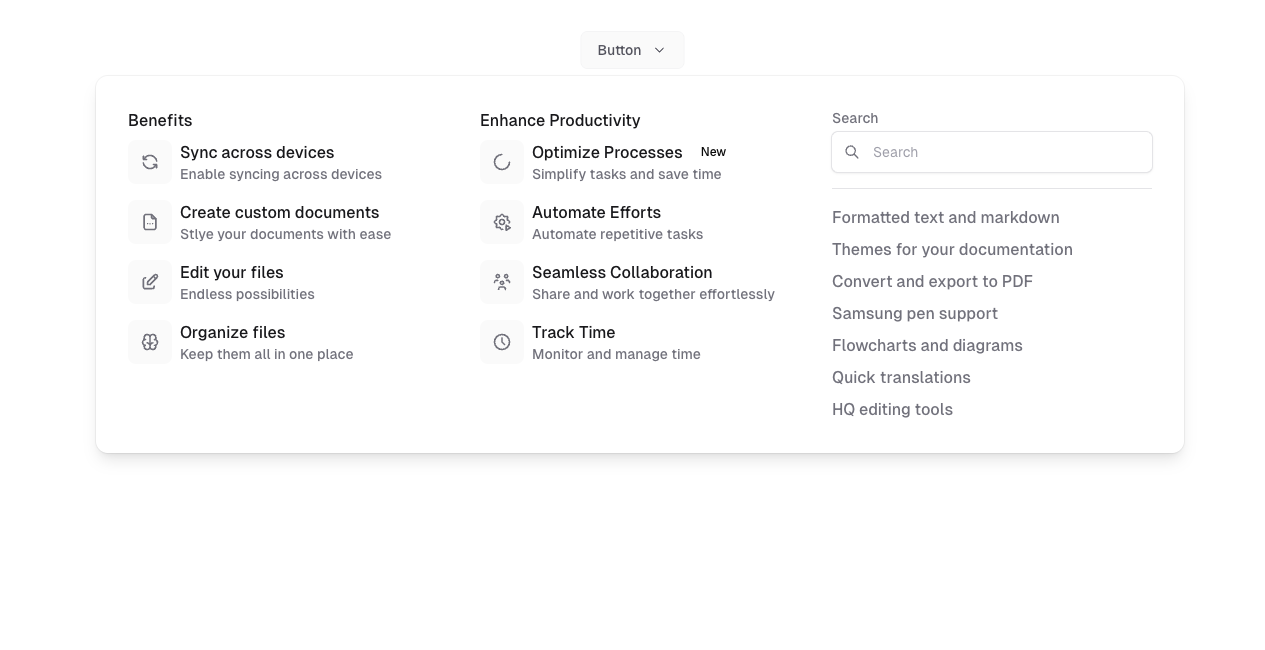 Button
Benefits
Sync across devices
Enable syncing across devices
Create custom documents
Stlye your documents with ease
Edit your files
Endless possibilities
Organize files
Keep them all in one place
Enhance Productivity
Optimize Processes New
Simplify tasks and save time
Automate Efforts
Automate repetitive tasks
Seamless Collaboration
Share and work together effortlessly
Track Time
Monitor and manage time
Search
Search
Formatted text and markdown
Themes for your documentation
Convert and export to PDF
Samsung pen support
Flowcharts and diagrams
Quick translations
HQ editing tools